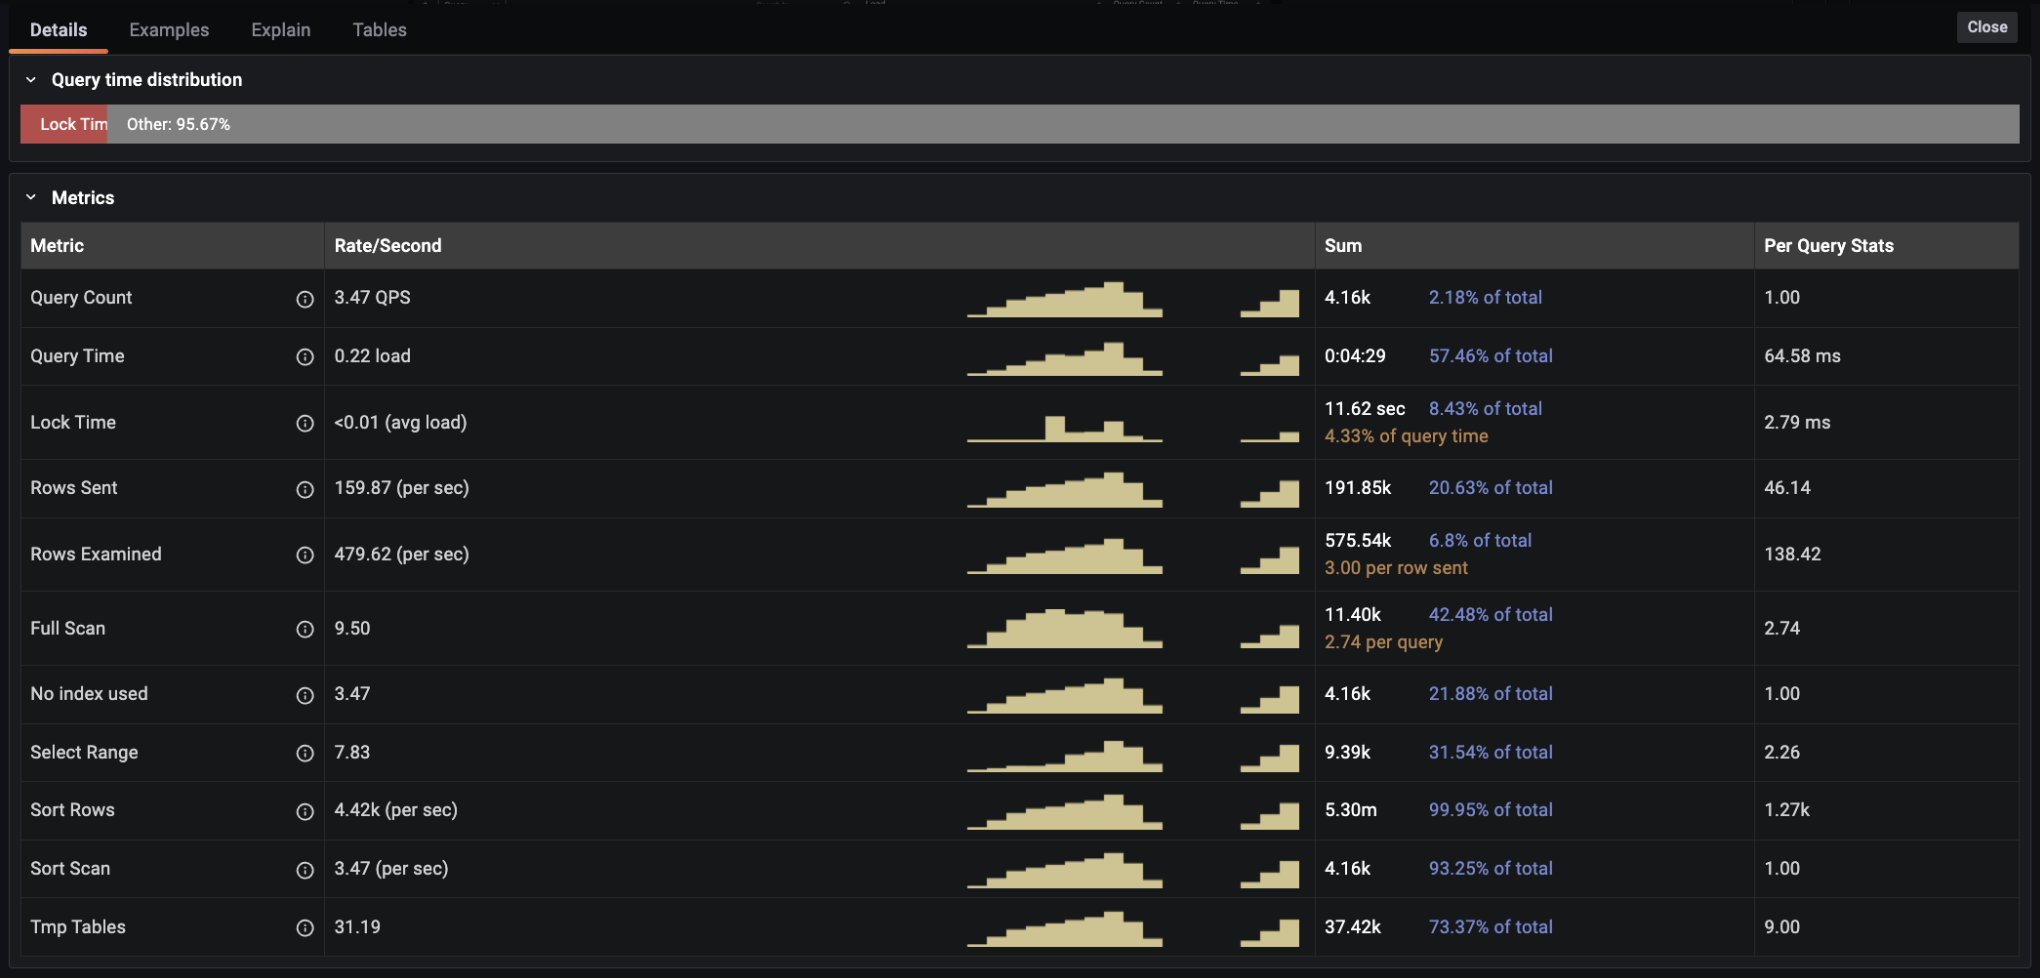 Details Examples Explain Tables Close
Query time distribution
Lock Tim Other: 95.67%
Metrics
Metric Rate/Second Sum Per Query Stats
Query Count 3.47 QPS 4.16k 2.18% of total 1.00
Query Time 0.22 load 0:04:29 57.46% of total 64.58 ms
Lock Time <0.01 (avg load) 11.62 sec 8.43% of total 2.79 ms
4.33% of query time
Rows Sent 159.87 (per sec) 191.85k 20.63% of total 46.14
Rows Examined 479.62 (per sec) 575.54k 6.8% of total 138.42
3.00 per row sent
Full Scan 9.50 11.40k 42.48% of total 2.74
2.74 per query
No index used 3.47 4.16k 21.88% of total 1.00
Select Range 7.83 9.39k 31.54% of total 2.26
Sort Rows 4.42k (per sec) 5.30m 99.95% of total 1.27k
Sort Scan 3.47 (per sec) 4.16k 93.25% of total 1.00
Tmp Tables 31.19 37.42k 73.37% of total 9.00